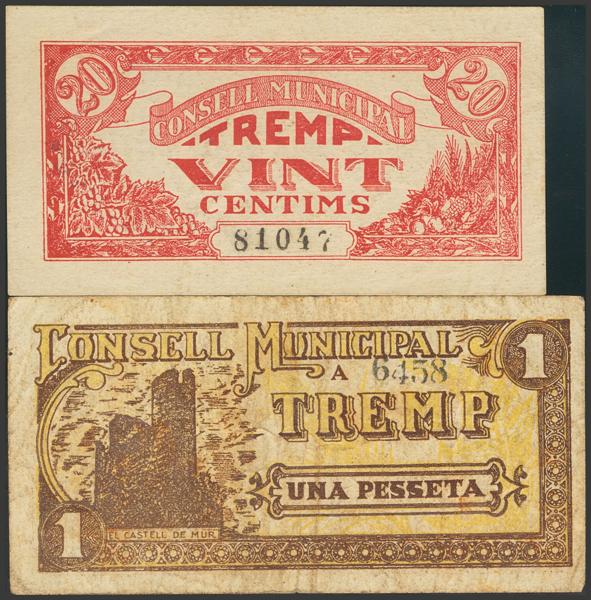 20 20
CONSELL MUNICIPAL
TREMP
VINT
CENTIMS
81047
CONSELL MUNICIPAL
1
A 6458
TREMP
UNA PESSETA
EL CASTELL DE MUR
1